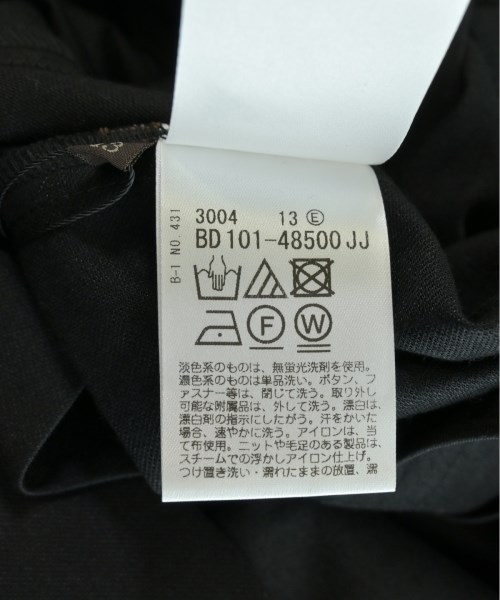 B-1 NO. 431
3004 13 Ⓔ
BD 101-48500 JJ
F W
淡色系のものは、無蛍光洗剤を使用。
濃色系のものは単品洗い。ボタン、フ
ァスナー等は、閉じて洗う。取り外し
可能な附属品は、外して洗う。漂白は、
漂白剤の指示にしたがう。汗をかいた
場合、速やかに洗う。アイロンは、当
て布使用。ニットや毛足のある製品は、
スチームでの浮かしアイロン仕上げ。
つけ置き洗い・濡れたままの放置、濡